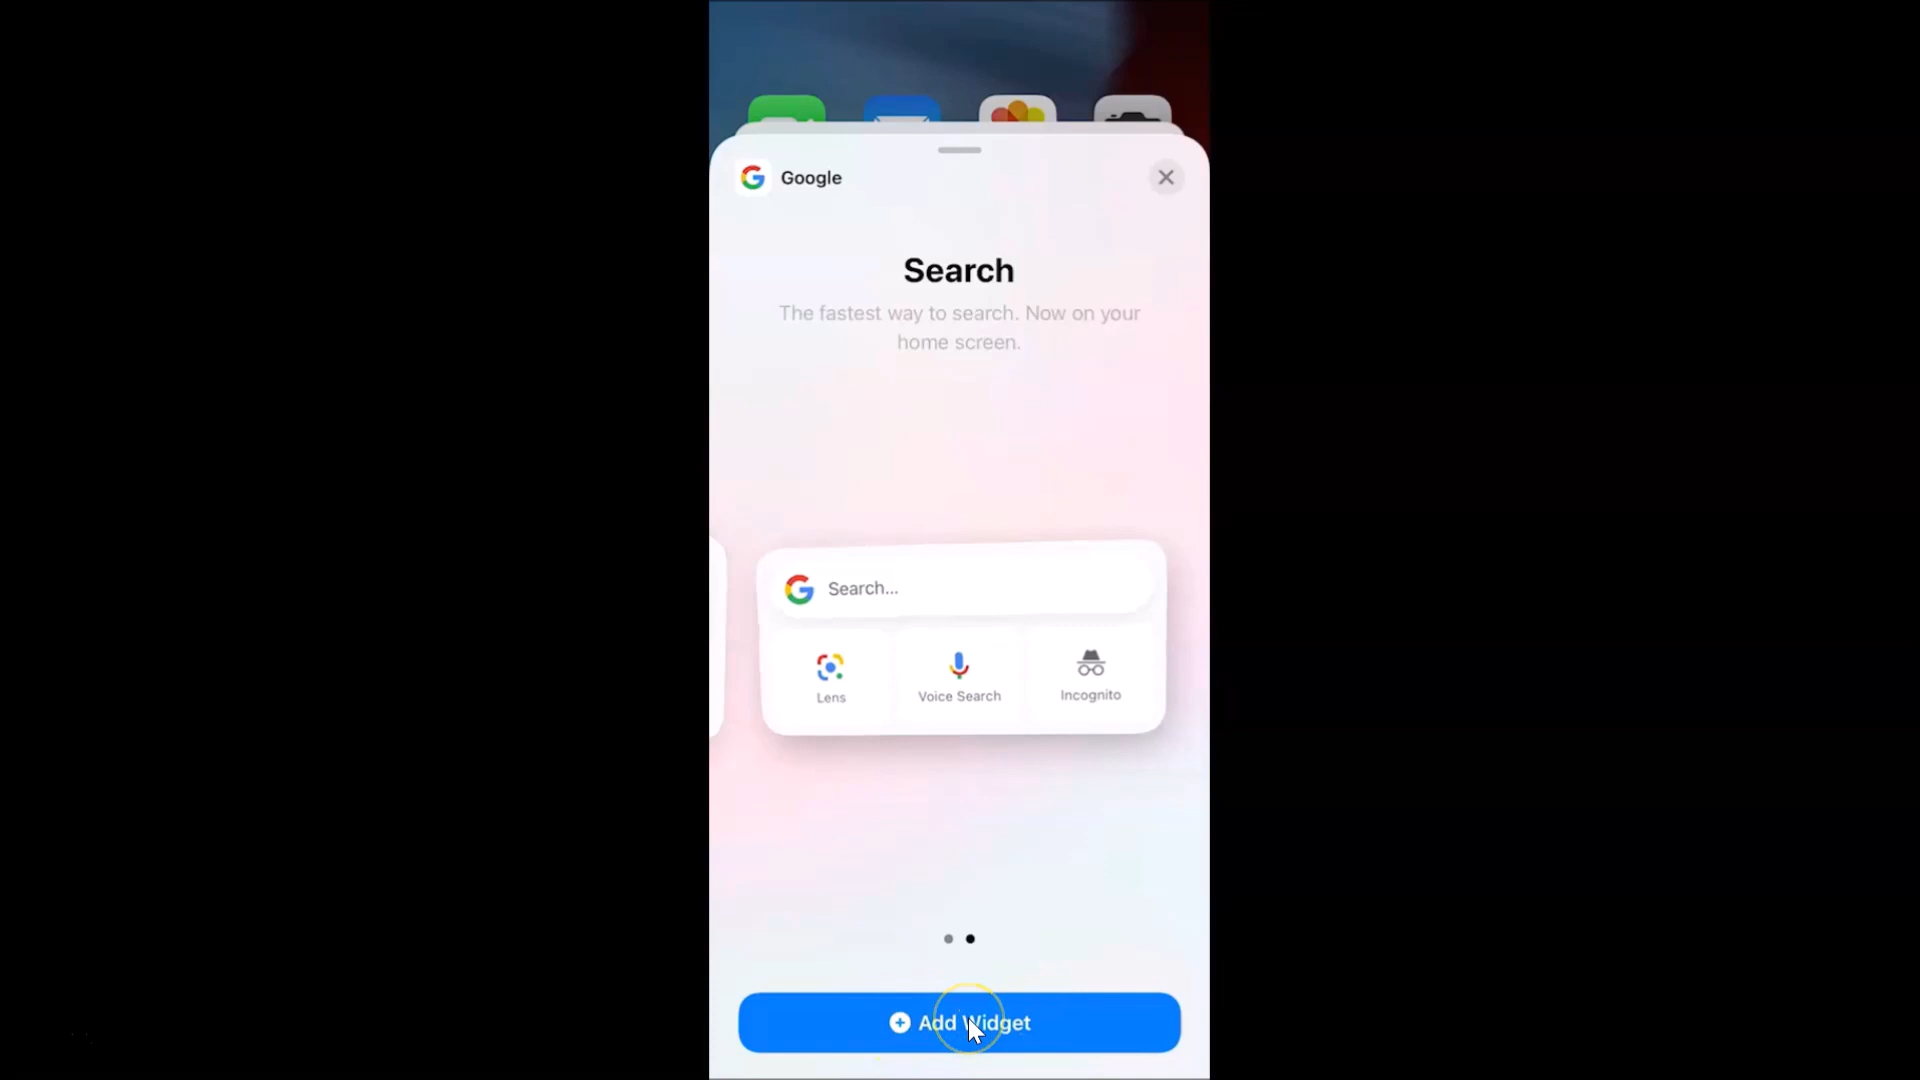 Google
Search
The fastest way to search. Now on your
home screen.
Search...
Lens
Voice Search
Incognito
Add Widget